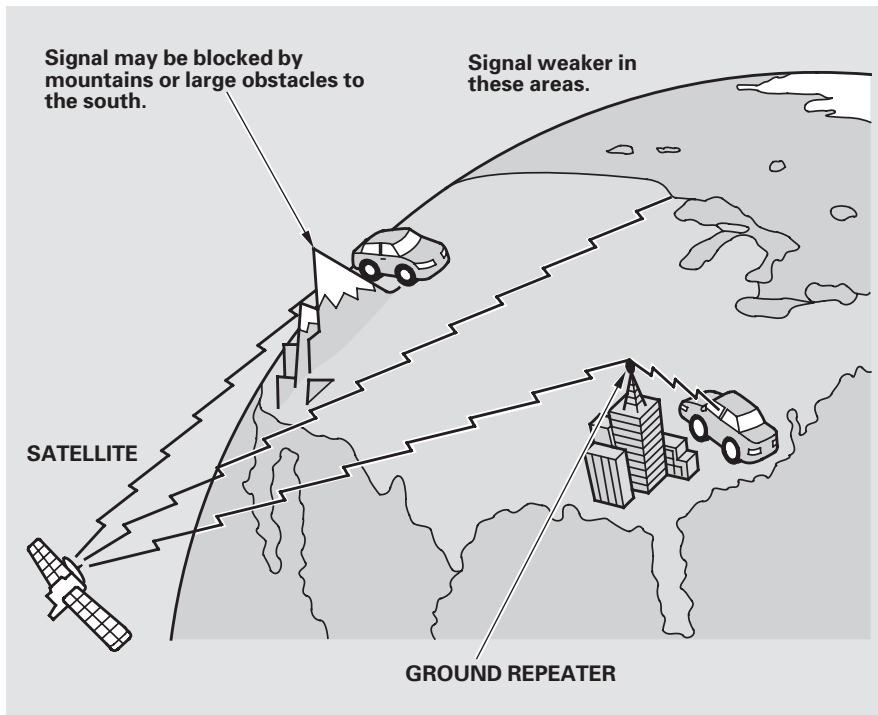 Signal may be blocked by
mountains or large obstacles to
the south.
Signal weaker in
these areas.
SATELLITE
GROUND REPEATER